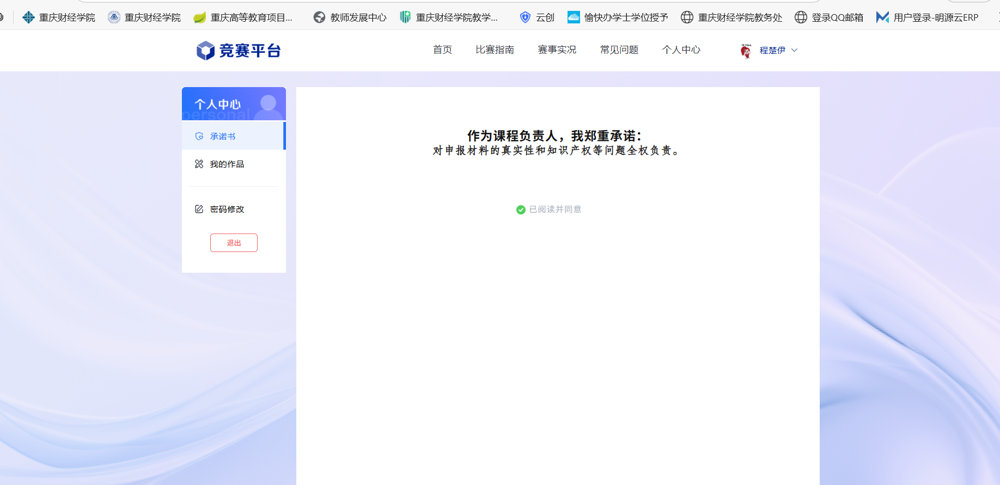 重庆财经学院 重庆财经学院 重庆高等教育项目... 教师发展中心 重庆财经学院教学... 云创 愉快办学士学位授予 重庆财经学院教务处 登录QQ邮箱 用户登录-明源云ERP
竞赛平台 首页 比赛指南 赛事实况 常见问题 个人中心 程楚伊
个人中心
personal
承诺书
我的作品
密码修改
退出
作为课程负责人，我郑重承诺：
对申报材料的真实性和知识产权等问题全权负责。
已阅读并同意